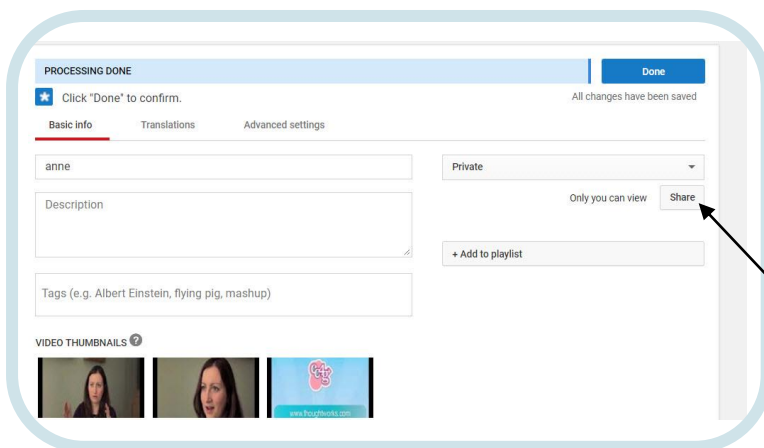 PROCESSING DONE
Done
Click "Done" to confirm.
All changes have been saved
Basic info Translations Advanced settings
anne
Private
Description
Only you can view Share
+ Add to playlist
Tags (e.g. Albert Einstein, flying pig, mashup)
VIDEO THUMBNAILS ?
www.thoughtworks.com